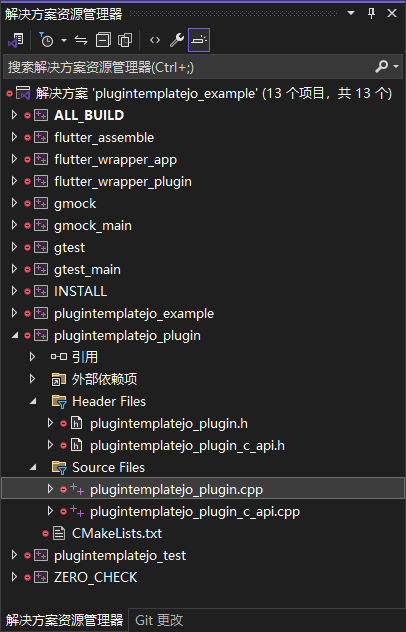 解决方案资源管理器
搜索解决方案资源管理器(Ctrl+;)
解决方案 'plugintemplatejo_example' (13 个项目，共 13 个)
ALL_BUILD
flutter_assemble
flutter_wrapper_app
flutter_wrapper_plugin
gmock
gmock_main
gtest
gtest_main
INSTALL
plugintemplatejo_example
plugintemplatejo_plugin
引用
外部依赖项
Header Files
plugintemplatejo_plugin.h
plugintemplatejo_plugin_c_api.h
Source Files
plugintemplatejo_plugin.cpp
plugintemplatejo_plugin_c_api.cpp
CMakeLists.txt
plugintemplatejo_test
ZERO_CHECK
解决方案资源管理器 Git 更改